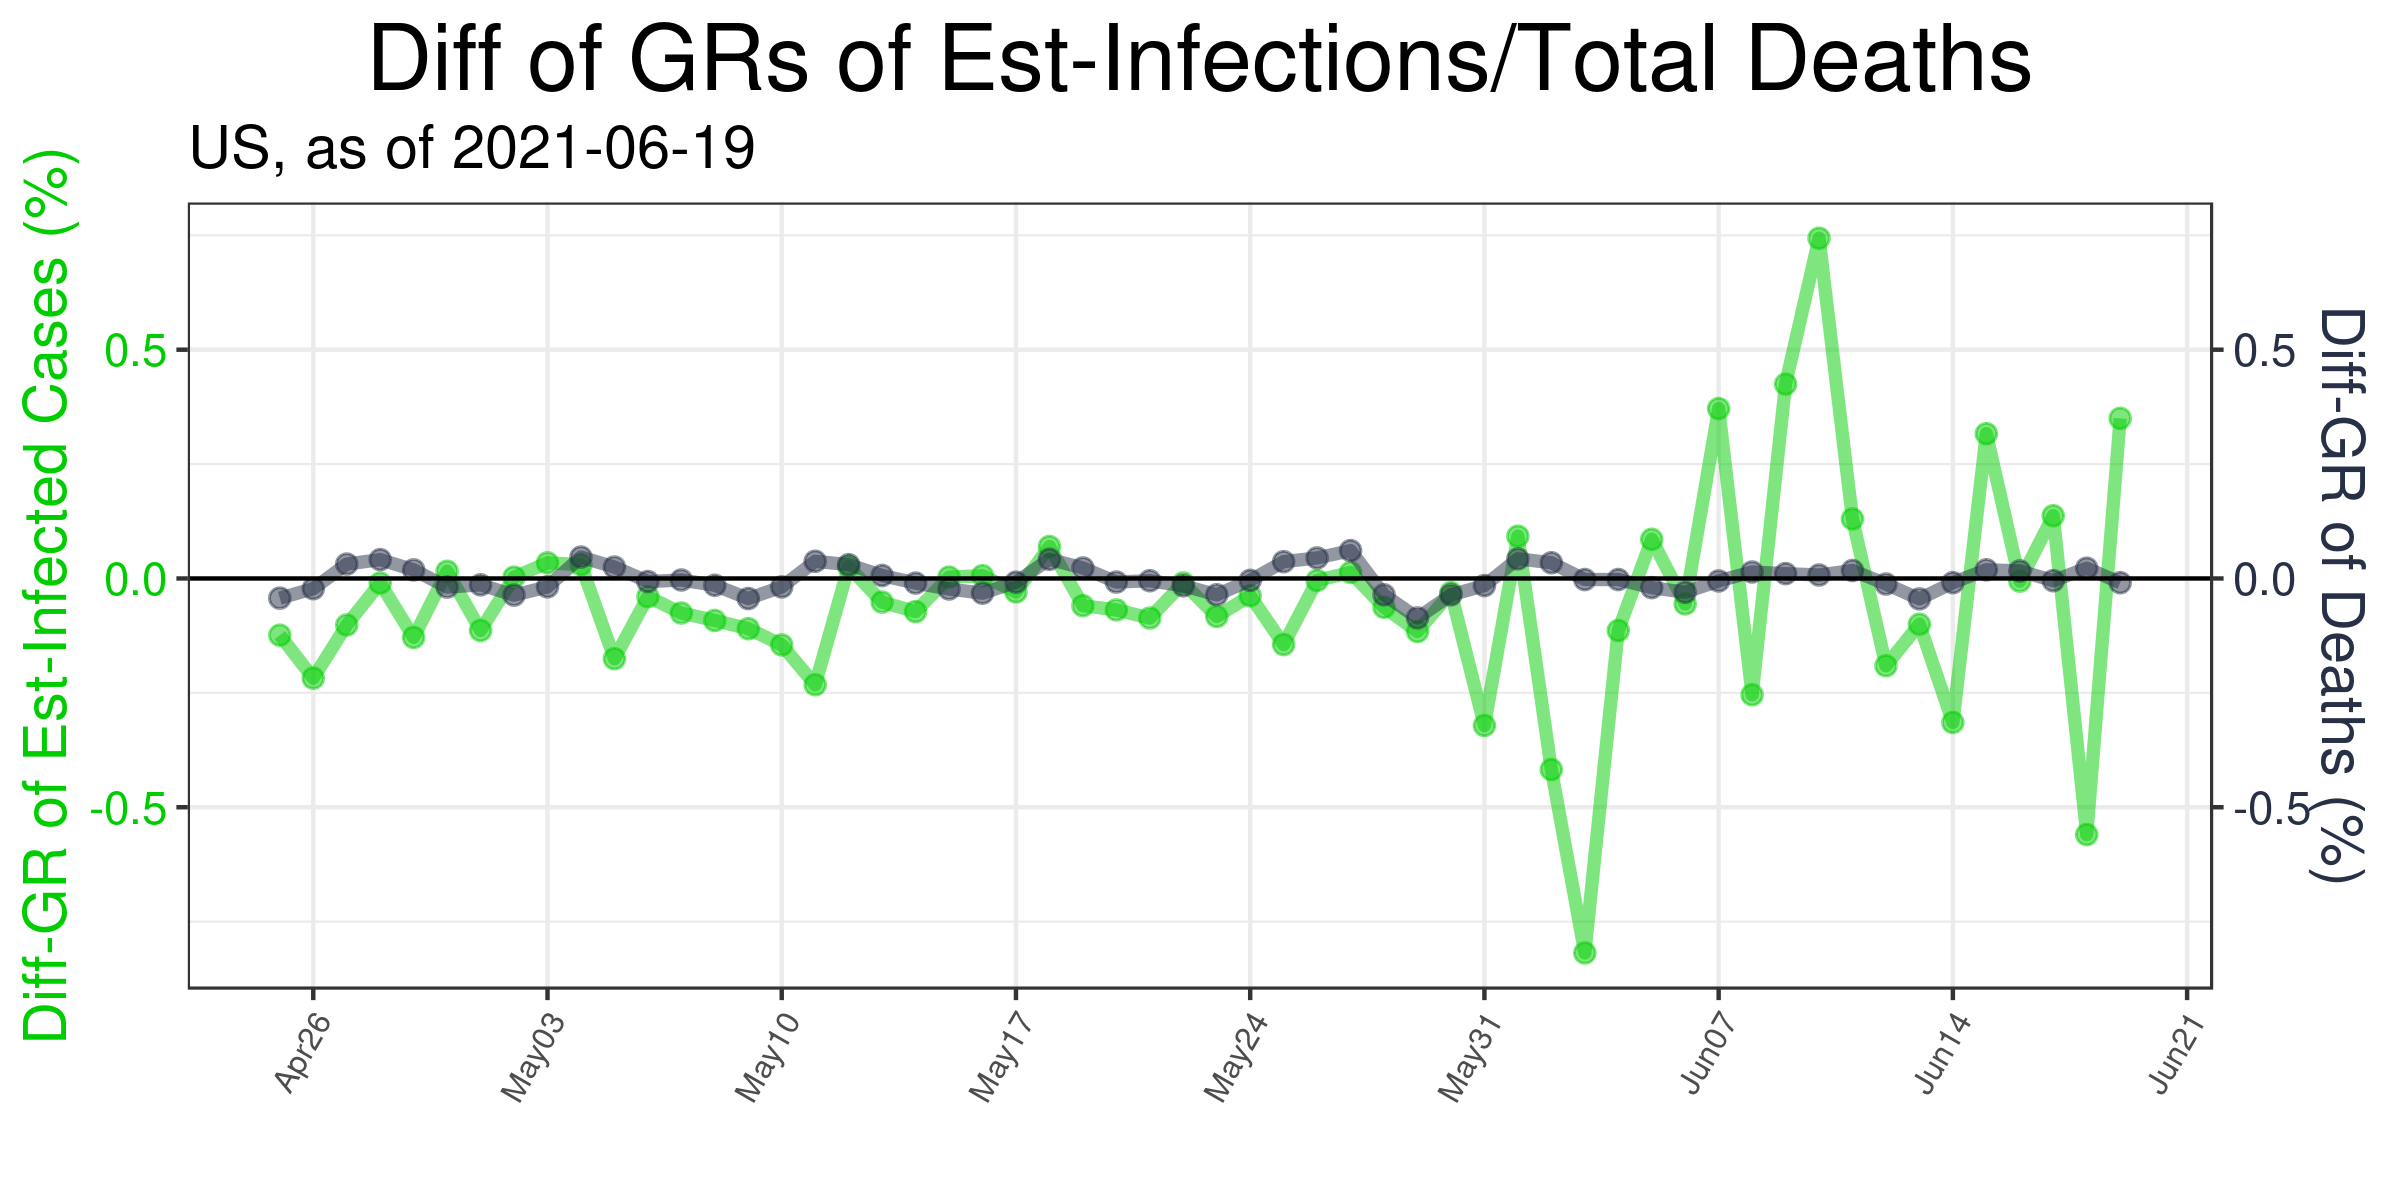 Diff of GRs of Est-Infections/Total Deaths
US, as of 2021-06-19
Diff-GR of Est-Infected Cases (%)
0.5
0.0
-0.5
0.5
0.0
-0.5
Diff-GR of Deaths (%)
Apr26
May03
May10
May17
May24
May31
Jun07
Jun14
Jun21